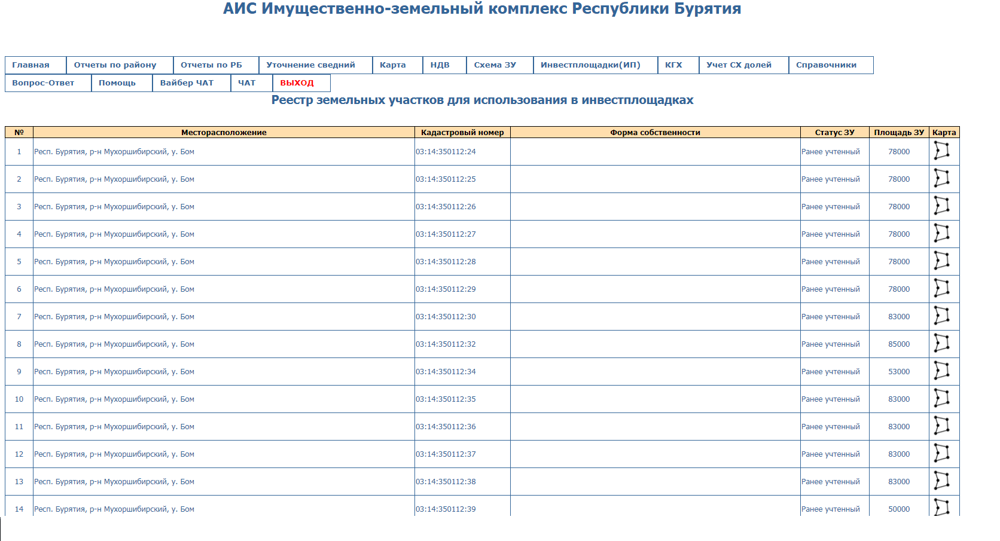 АИС Имущественно-земельный комплекс Республики Бурятия
Главная Отчеты по району Отчеты по РБ Уточнение сведний Карта НДВ Схема ЗУ Инвестплощадки(ИП) КГХ Учет СХ долей Справочники
Вопрос-Ответ Помощь Вайбер ЧАТ ЧАТ ВЫХОД
Реестр земельных участков для использования в инвестплощадках
№ Месторасположение Кадастровый номер Форма собственности Статус ЗУ Площадь ЗУ Карта
1 Респ. Бурятия, р-н Мухоршибирский, у. Бом 03:14:350112:24 Ранее учтенный 78000
2 Респ. Бурятия, р-н Мухоршибирский, у. Бом 03:14:350112:25 Ранее учтенный 78000
3 Респ. Бурятия, р-н Мухоршибирский, у. Бом 03:14:350112:26 Ранее учтенный 78000
4 Респ. Бурятия, р-н Мухоршибирский, у. Бом 03:14:350112:27 Ранее учтенный 78000
5 Респ. Бурятия, р-н Мухоршибирский, у. Бом 03:14:350112:28 Ранее учтенный 78000
6 Респ. Бурятия, р-н Мухоршибирский, у. Бом 03:14:350112:29 Ранее учтенный 78000
7 Респ. Бурятия, р-н Мухоршибирский, у. Бом 03:14:350112:30 Ранее учтенный 83000
8 Респ. Бурятия, р-н Мухоршибирский, у. Бом 03:14:350112:32 Ранее учтенный 85000
9 Респ. Бурятия, р-н Мухоршибирский, у. Бом 03:14:350112:34 Ранее учтенный 53000
10 Респ. Бурятия, р-н Мухоршибирский, у. Бом 03:14:350112:35 Ранее учтенный 83000
11 Респ. Бурятия, р-н Мухоршибирский, у. Бом 03:14:350112:36 Ранее учтенный 83000
12 Респ. Бурятия, р-н Мухоршибирский, у. Бом 03:14:350112:37 Ранее учтенный 83000
13 Респ. Бурятия, р-н Мухоршибирский, у. Бом 03:14:350112:38 Ранее учтенный 83000
14 Респ. Бурятия, р-н Мухоршибирский, у. Бом 03:14:350112:39 Ранее учтенный 50000